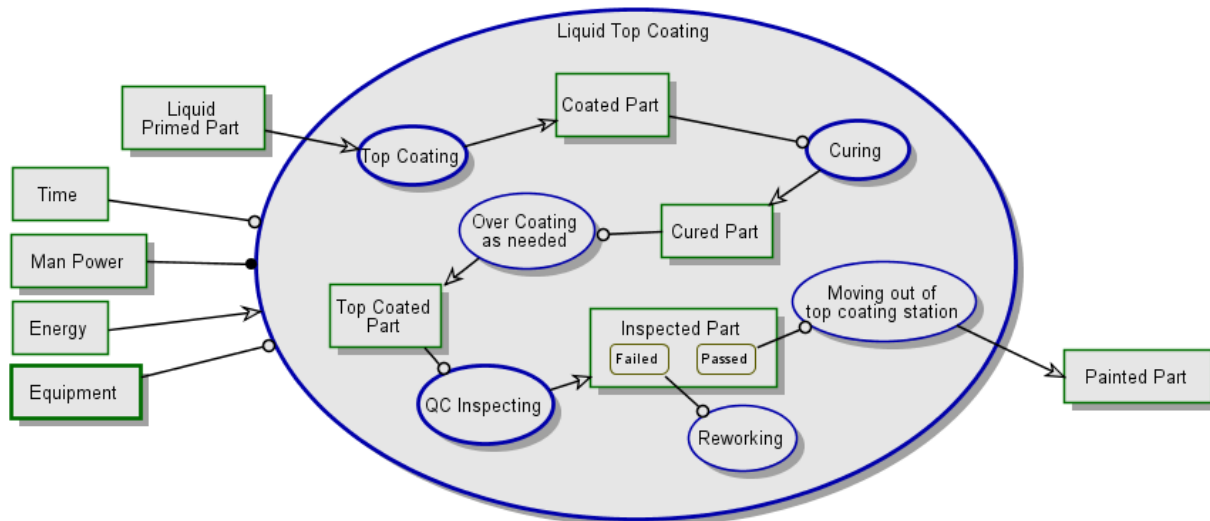 Liquid Top Coating
Liquid
Primed Part
Top Coating
Coated Part
Curing
Time
Man Power
Energy
Equipment
Over Coating
as needed
Cured Part
Top Coated
Part
Inspected Part
Failed
Passed
Moving out of
top coating station
QC Inspecting
Reworking
Painted Part